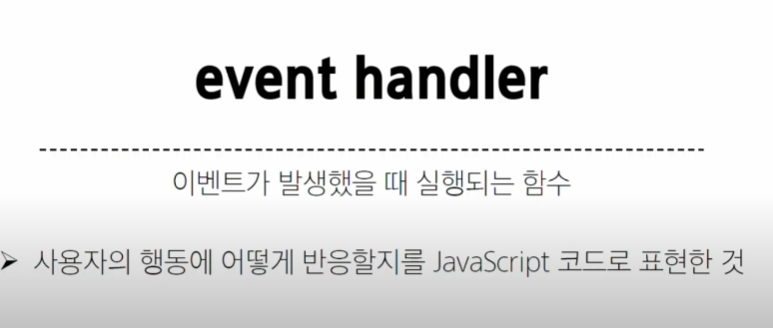 event handler
이벤트가 발생했을 때 실행되는 함수
➤ 사용자의 행동에 어떻게 반응할지를 JavaScript 코드로 표현한 것